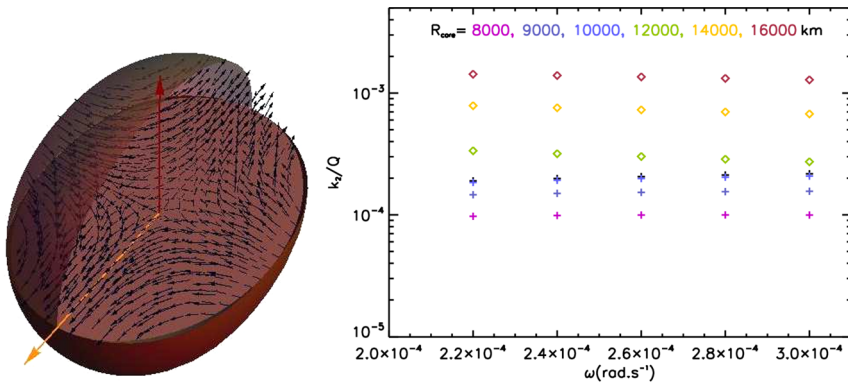 R_core = 8000, 9000, 10000, 12000, 14000, 16000 km
10⁻³
k₂/Q
10⁻⁴
10⁻⁵
2.0×10⁻⁴ 2.2×10⁻⁴ 2.4×10⁻⁴ 2.6×10⁻⁴ 2.8×10⁻⁴ 3.0×10⁻⁴
ω(rad.s⁻¹)